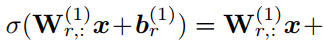 σ(W_{r,:}^{(1)} x + b_r^{(1)}) = W_{r,:}^{(1)} x +